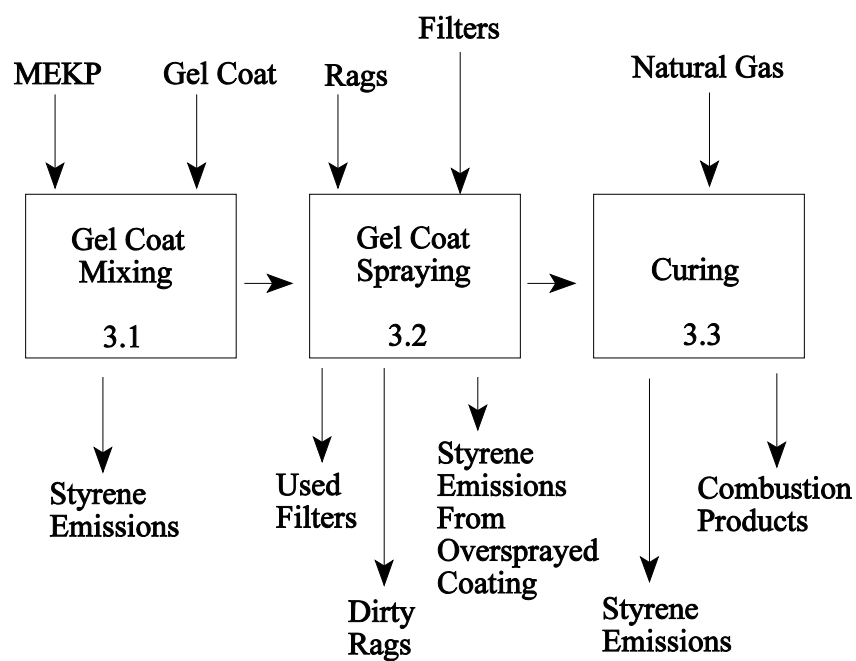 Filters
MEKP
Gel Coat
Rags
Natural Gas
Gel Coat
Mixing
3.1
Gel Coat
Spraying
3.2
Curing
3.3
Styrene
Emissions
Used
Filters
Dirty
Rags
Styrene
Emissions
From
Oversprayed
Coating
Styrene
Emissions
Combustion
Products